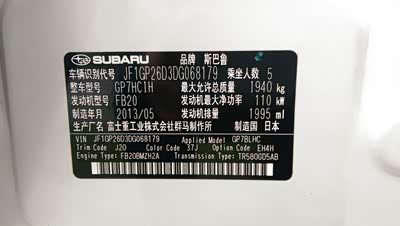 SUBARU 品牌 斯巴鲁
车辆识别代号 JF1GP26D3DG068179 乘坐人数 5
整车型号 GP7HC1H 最大允许总质量 1940 kg
发动机型号 FB20 发动机最大净功率 110 kW
制造年月 2013/05 发动机排量 1995 ml
生产厂名: 富士重工业株式会社群马制作所 制造国 日本
VIN JF1GP26D3DG068179 Applied Model GP7BLHC
Trim Code J20 Color Code 37J Option Code EH4H
Engine Type: FB20BMZH2A Transmission Type: TR580GD5AB